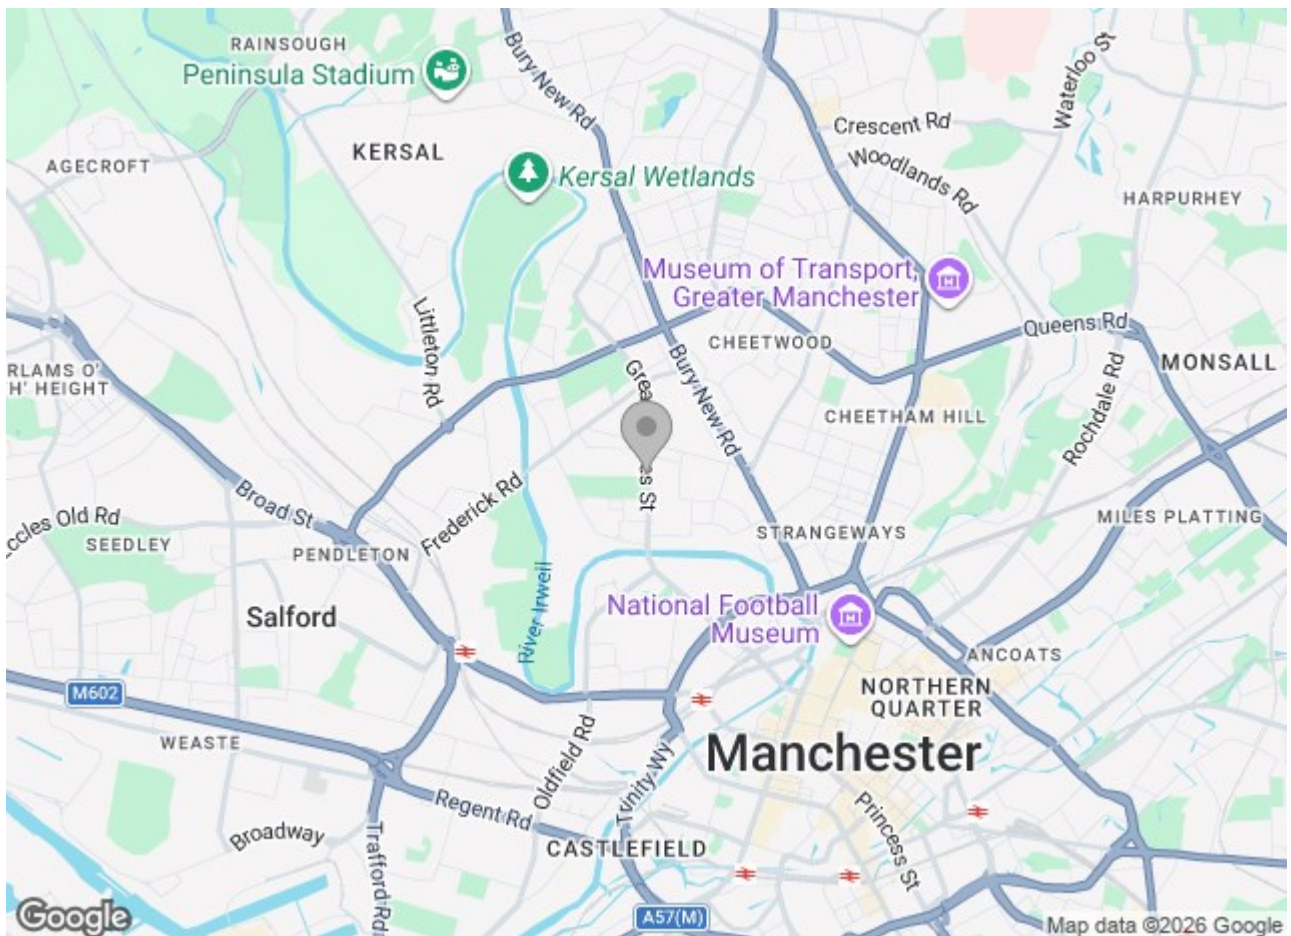 RAINSOUGH
Peninsula Stadium
Bury New Rd
Waterloo St
Crescent Rd
Woodlands Rd
KERSAL
AGECROFT
Kersal Wetlands
HARPURHEY
Museum of Transport,
Greater Manchester
Littleton Rd
Queens Rd
CHEETWOOD
MONSALL
RLAMS O'
'H' HEIGHT
Bury New Rd
Rochdale Rd
Grea
CHEETHAM HILL
s St
Broad St
Frederick Rd
ccles Old Rd
SEEDLEY
MILES PLATTING
STRANGEWAYS
PENDLETON
River Irwell
National Football
Museum
Salford
ANCOATS
M602
NORTHERN
QUARTER
WEASTE
Oldfield Rd
Manchester
Trinity Wy
Regent Rd
Princess St
Broadway
Trafford Rd
CASTLEFIELD
A57(M)
Google
Map data ©2026 Google